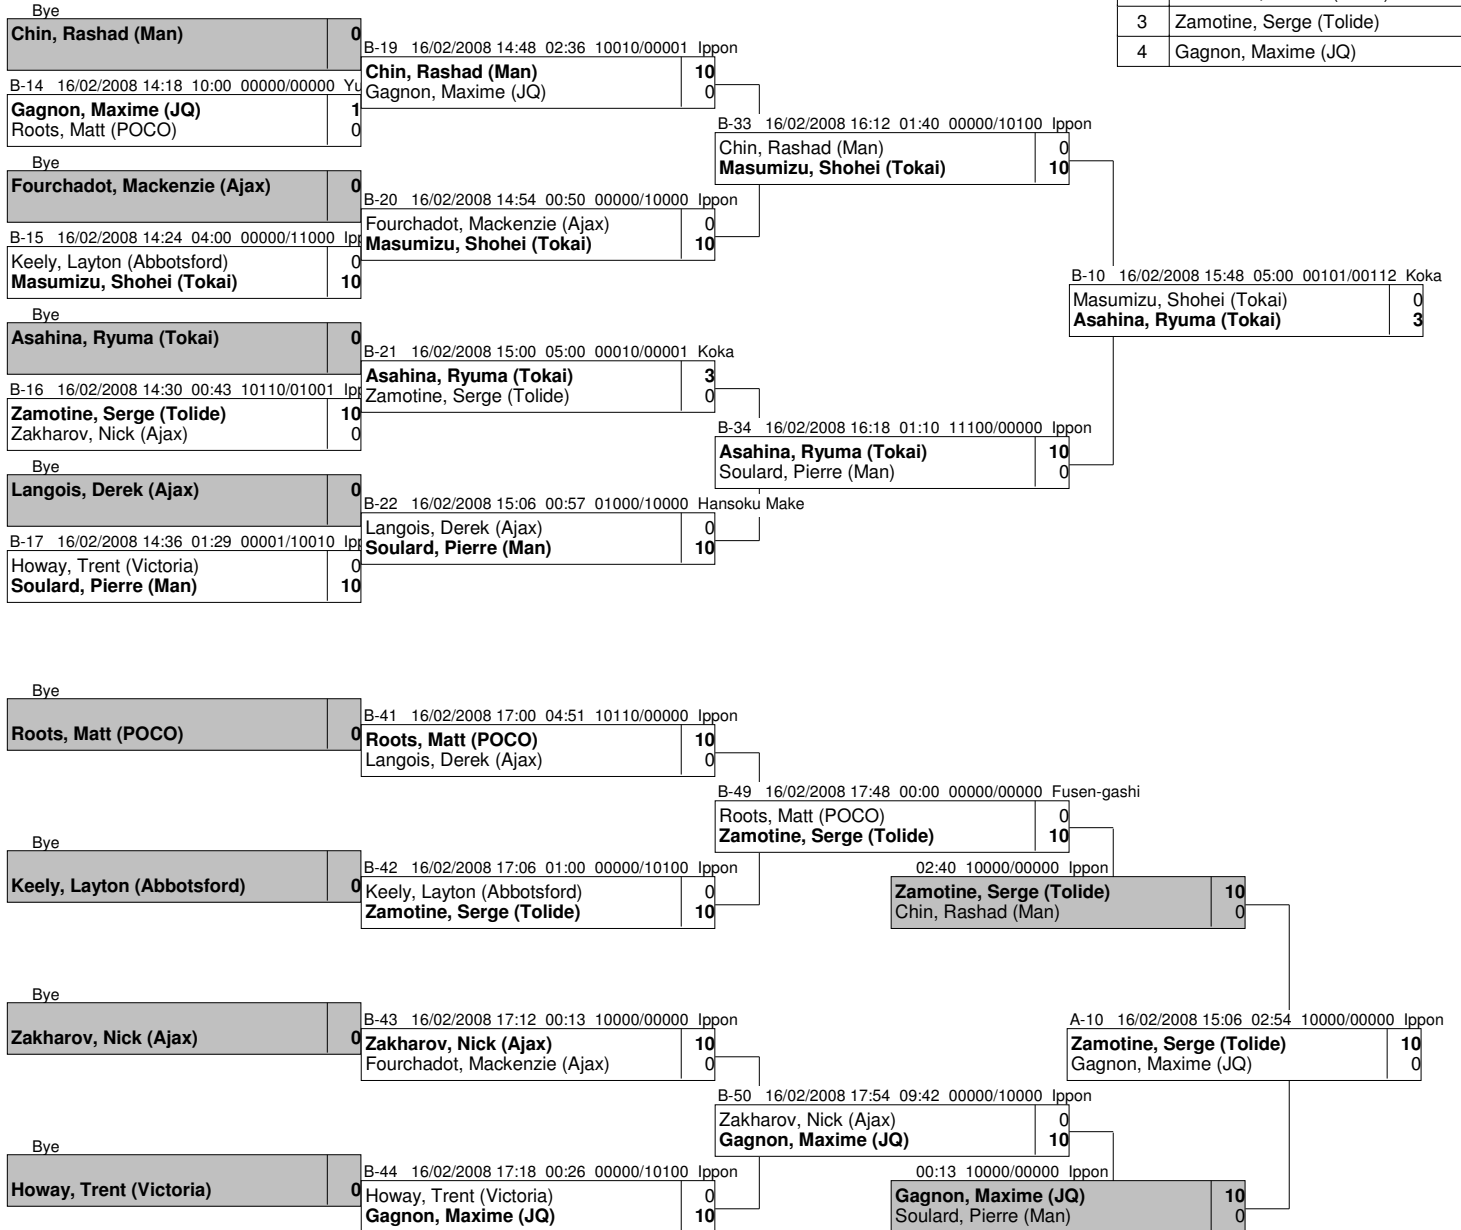 3 Zamotine, Serge (Tolide)
4 Gagnon, Maxime (JQ)
Bye
Chin, Rashad (Man) 0
B-14 16/02/2008 14:18 10:00 00000/00000 Yu
Gagnon, Maxime (JQ) 1
Roots, Matt (POCO) 0
Bye
Fourchadot, Mackenzie (Ajax) 0
B-15 16/02/2008 14:24 04:00 00000/11000 Ipp
Keely, Layton (Abbotsford) 0
Masumizu, Shohei (Tokai) 10
Bye
Asahina, Ryuma (Tokai) 0
B-16 16/02/2008 14:30 00:43 10110/01001 Ipp
Zamotine, Serge (Tolide) 10
Zakharov, Nick (Ajax) 0
Bye
Langois, Derek (Ajax) 0
B-17 16/02/2008 14:36 01:29 00001/10010 Ipp
Howay, Trent (Victoria) 0
Soulard, Pierre (Man) 10
B-19 16/02/2008 14:48 02:36 10010/00001 Ippon
Chin, Rashad (Man) 10
Gagnon, Maxime (JQ) 0
B-20 16/02/2008 14:54 00:50 00000/10000 Ippon
Fourchadot, Mackenzie (Ajax) 0
Masumizu, Shohei (Tokai) 10
B-21 16/02/2008 15:00 05:00 00010/00001 Koka
Asahina, Ryuma (Tokai) 3
Zamotine, Serge (Tolide) 0
B-22 16/02/2008 15:06 00:57 01000/10000 Hansoku Make
Langois, Derek (Ajax) 0
Soulard, Pierre (Man) 10
B-33 16/02/2008 16:12 01:40 00000/10100 Ippon
Chin, Rashad (Man) 0
Masumizu, Shohei (Tokai) 10
B-34 16/02/2008 16:18 01:10 11100/00000 Ippon
Asahina, Ryuma (Tokai) 10
Soulard, Pierre (Man) 0
B-10 16/02/2008 15:48 05:00 00101/00112 Koka
Masumizu, Shohei (Tokai) 0
Asahina, Ryuma (Tokai) 3
Bye
Roots, Matt (POCO) 0
Bye
Keely, Layton (Abbotsford) 0
Bye
Zakharov, Nick (Ajax) 0
Bye
Howay, Trent (Victoria) 0
B-41 16/02/2008 17:00 04:51 10110/00000 Ippon
Roots, Matt (POCO) 10
Langois, Derek (Ajax) 0
B-42 16/02/2008 17:06 01:00 00000/10100 Ippon
Keely, Layton (Abbotsford) 0
Zamotine, Serge (Tolide) 10
B-43 16/02/2008 17:12 00:13 10000/00000 Ippon
Zakharov, Nick (Ajax) 10
Fourchadot, Mackenzie (Ajax) 0
B-44 16/02/2008 17:18 00:26 00000/10100 Ippon
Howay, Trent (Victoria) 0
Gagnon, Maxime (JQ) 10
B-49 16/02/2008 17:48 00:00 00000/00000 Fusen-gashi
Roots, Matt (POCO) 0
Zamotine, Serge (Tolide) 10
B-50 16/02/2008 17:54 09:42 00000/10000 Ippon
Zakharov, Nick (Ajax) 0
Gagnon, Maxime (JQ) 10
02:40 10000/00000 Ippon
Zamotine, Serge (Tolide) 10
Chin, Rashad (Man) 0
00:13 10000/00000 Ippon
Gagnon, Maxime (JQ) 10
Soulard, Pierre (Man) 0
A-10 16/02/2008 15:06 02:54 10000/00000 Ippon
Zamotine, Serge (Tolide) 10
Gagnon, Maxime (JQ) 0